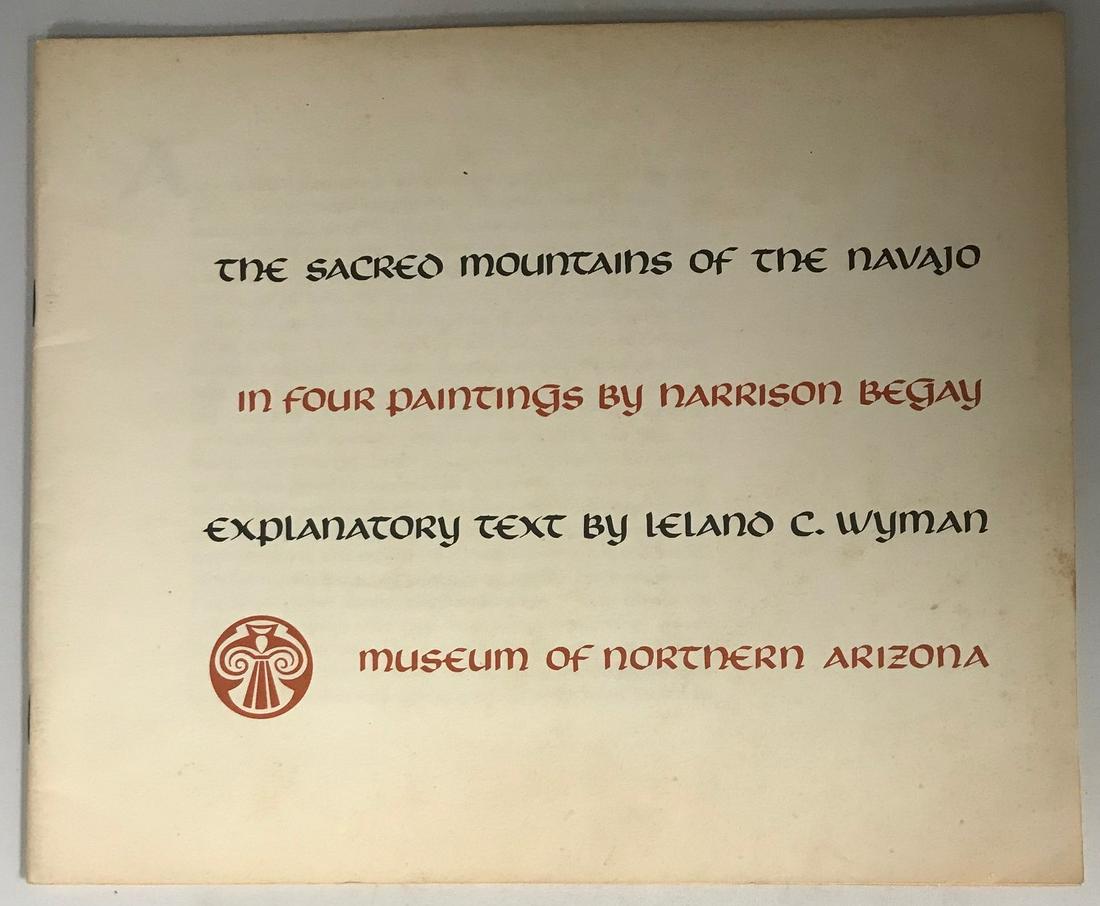 THE SACRED MOUNTAINS OF THE NAVAJO
IN FOUR PAINTINGS BY HARRISON BEGAY
EXPLANATORY TEXT BY LELAND C. WYMAN
MUSEUM OF NORTHERN ARIZONA